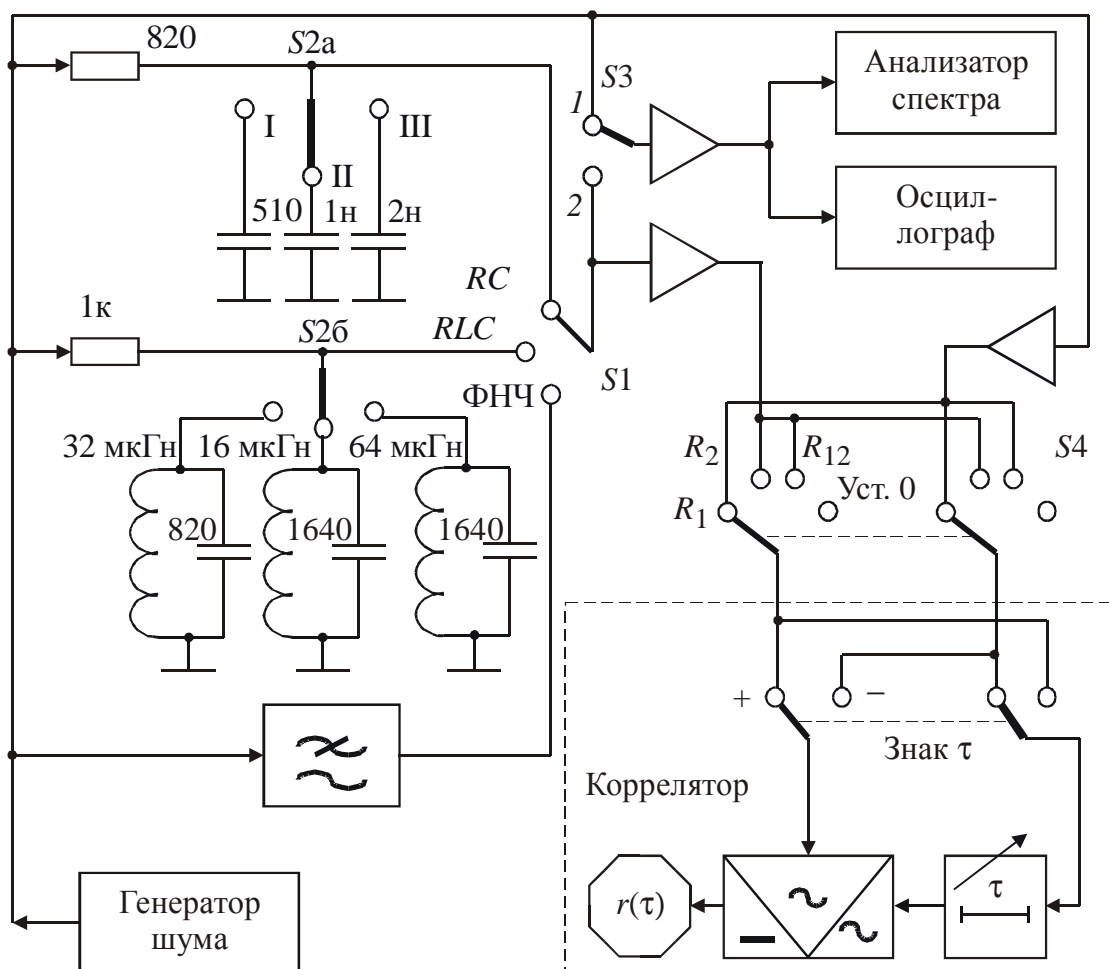 820
S2а
S3
1
Анализатор
спектра
I
III
II
2
510
1н
2н
Осцил-
лограф
RC
1к
S2б
RLC
S1
ФНЧ
32 мкГн
16 мкГн
64 мкГн
R2
R12
S4
Уст. 0
R1
820
1640
1640
+
–
Знак τ
Коррелятор
r(τ)
τ
Генератор
шума